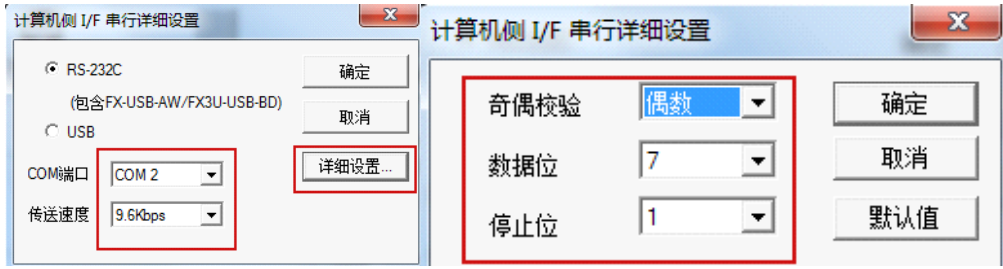 计算机侧 I/F 串行详细设置
RS-232C
(包含FX-USB-AW/FX3U-USB-BD)
USB
COM端口 COM 2
传送速度 9.6Kbps
确定
取消
详细设置...
计算机侧 I/F 串行详细设置
奇偶校验 偶数
数据位 7
停止位 1
确定
取消
默认值